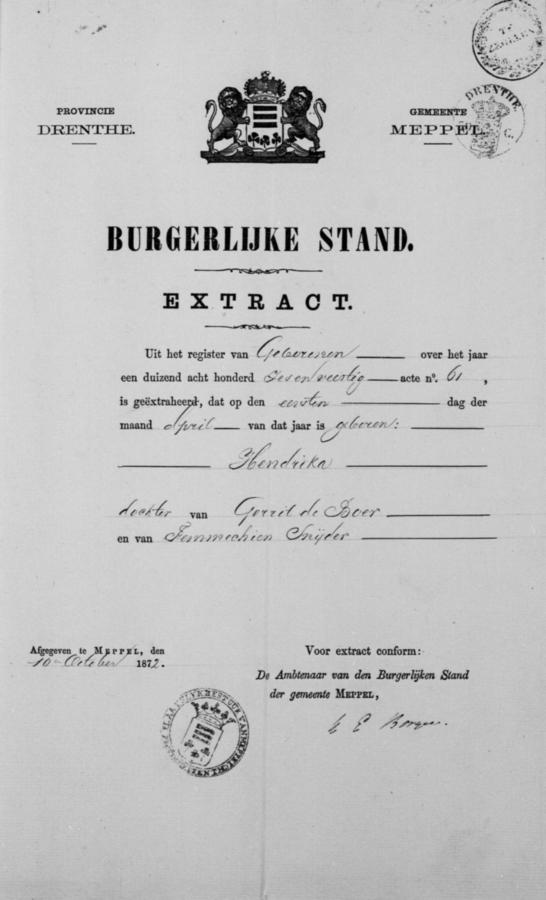 PROVINCIE
DRENTHE.
GEMEENTE
MEPPEL.
DRENTHE
BURGERLIJKE STAND.
EXTRACT.
Uit het register van Geborenen over het jaar
een duizend acht honderd zes en veertig acte no. 61,
is geëxtraheerd, dat op den eersten dag der
maand April van dat jaar is geboren:
Hendrika
dochter van Gerrit de Boer
en van Femmechien Snijder
Afgegeven te MEPPEL, den
10 October 1872.
Voor extract conform:
De Ambtenaar van den Burgerlijken Stand
der gemeente MEPPEL,